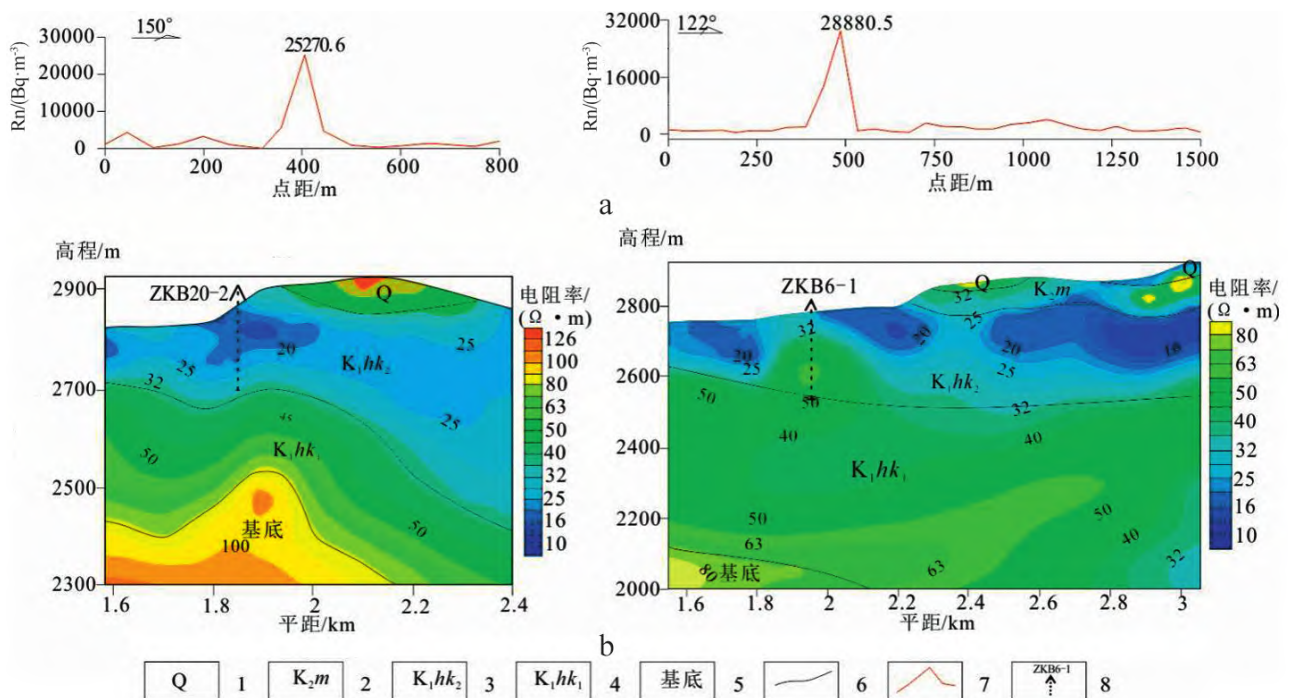 150°
25270.6
Rn/(Bq·m⁻³)
30000
20000
10000
0
0 200 400 600 800
点距/m
122°
28880.5
Rn/(Bq·m⁻³)
32000
16000
0
0 250 500 750 1000 1250 1500
点距/m
a
高程/m
2900
2700
2500
2300
ZKB20-2
Q
20
25
25
K₁hk₂
32
25
45
K₁hk₁
50
50
基底
100
1.6 1.8 2 2.2 2.4
平距/km
电阻率/
(Ω·m)
126
100
80
63
50
40
32
25
16
10
高程/m
2800
2600
2400
2200
2000
ZKB6-1
Q
Q
K₂m
32
25
32
20
25
20
25
10
K₁hk₂
50
50
32
40
40
K₁hk₁
50
50
63
40
63
32
80
基底
1.6 1.8 2 2.2 2.4 2.6 2.8 3
平距/km
电阻率/
(Ω·m)
80
63
50
40
32
25
16
10
b
Q 1 K₂m 2 K₁hk₂ 3 K₁hk₁ 4 基底 5 6 7 ZKB6-1 8